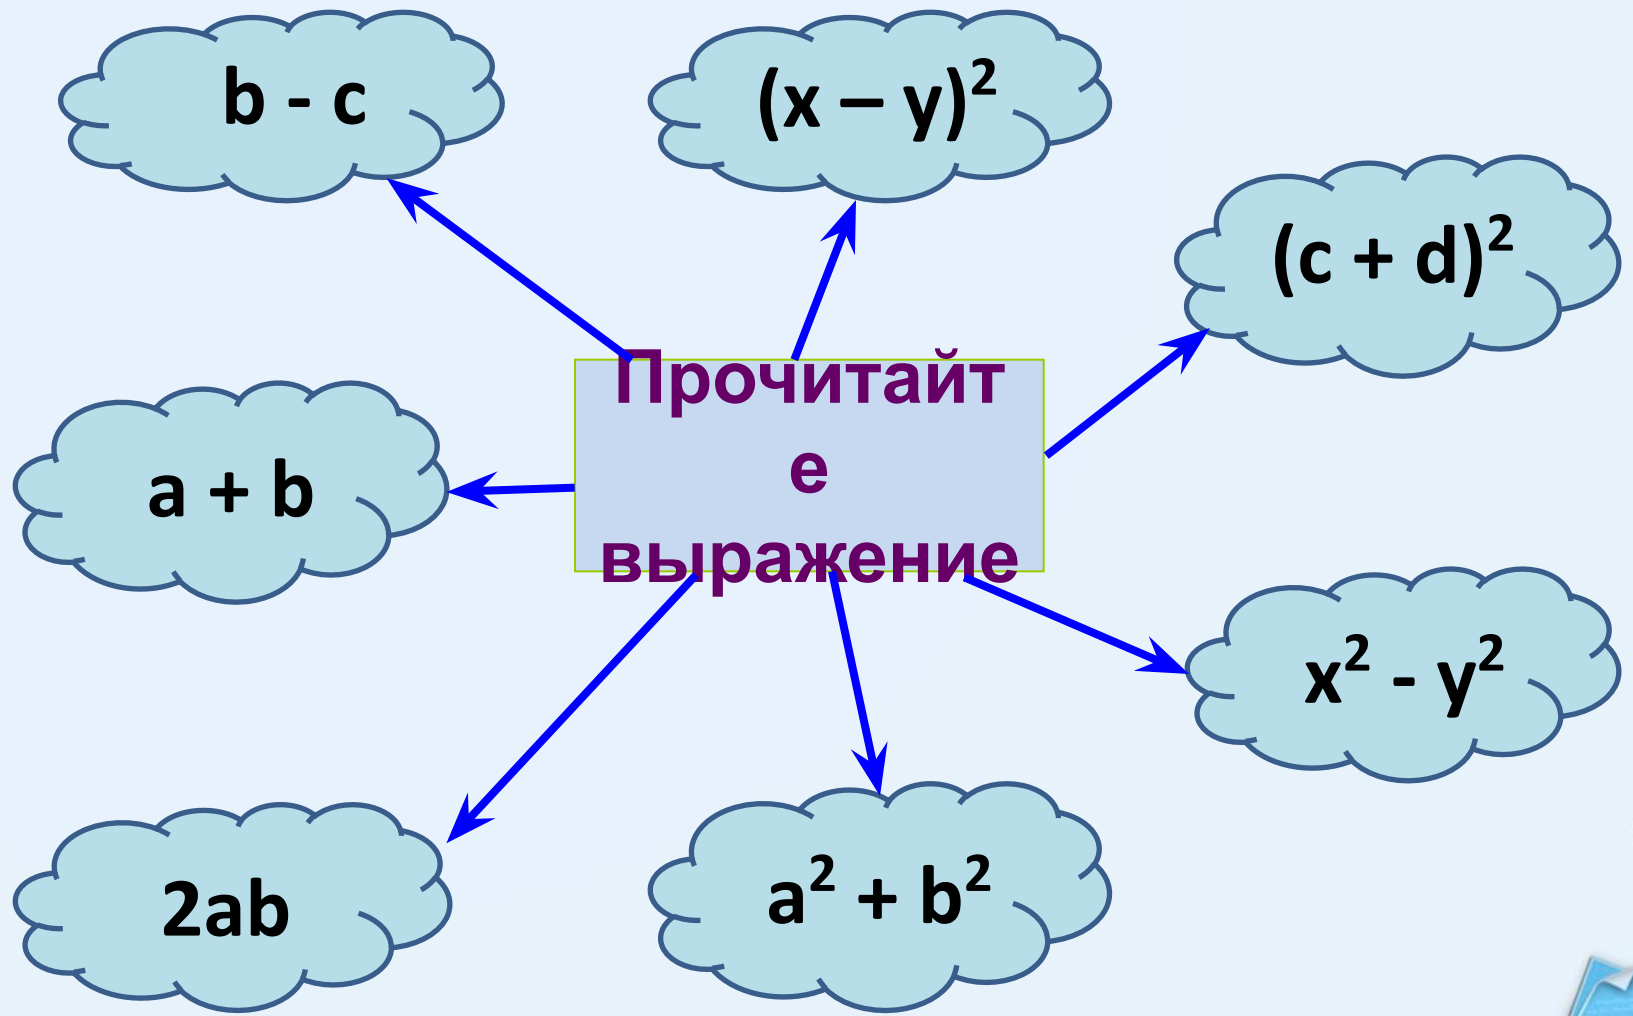 b - c
(x – y)²
(c + d)²
Прочитайт
е
выражение
a + b
x² - y²
2ab
a² + b²